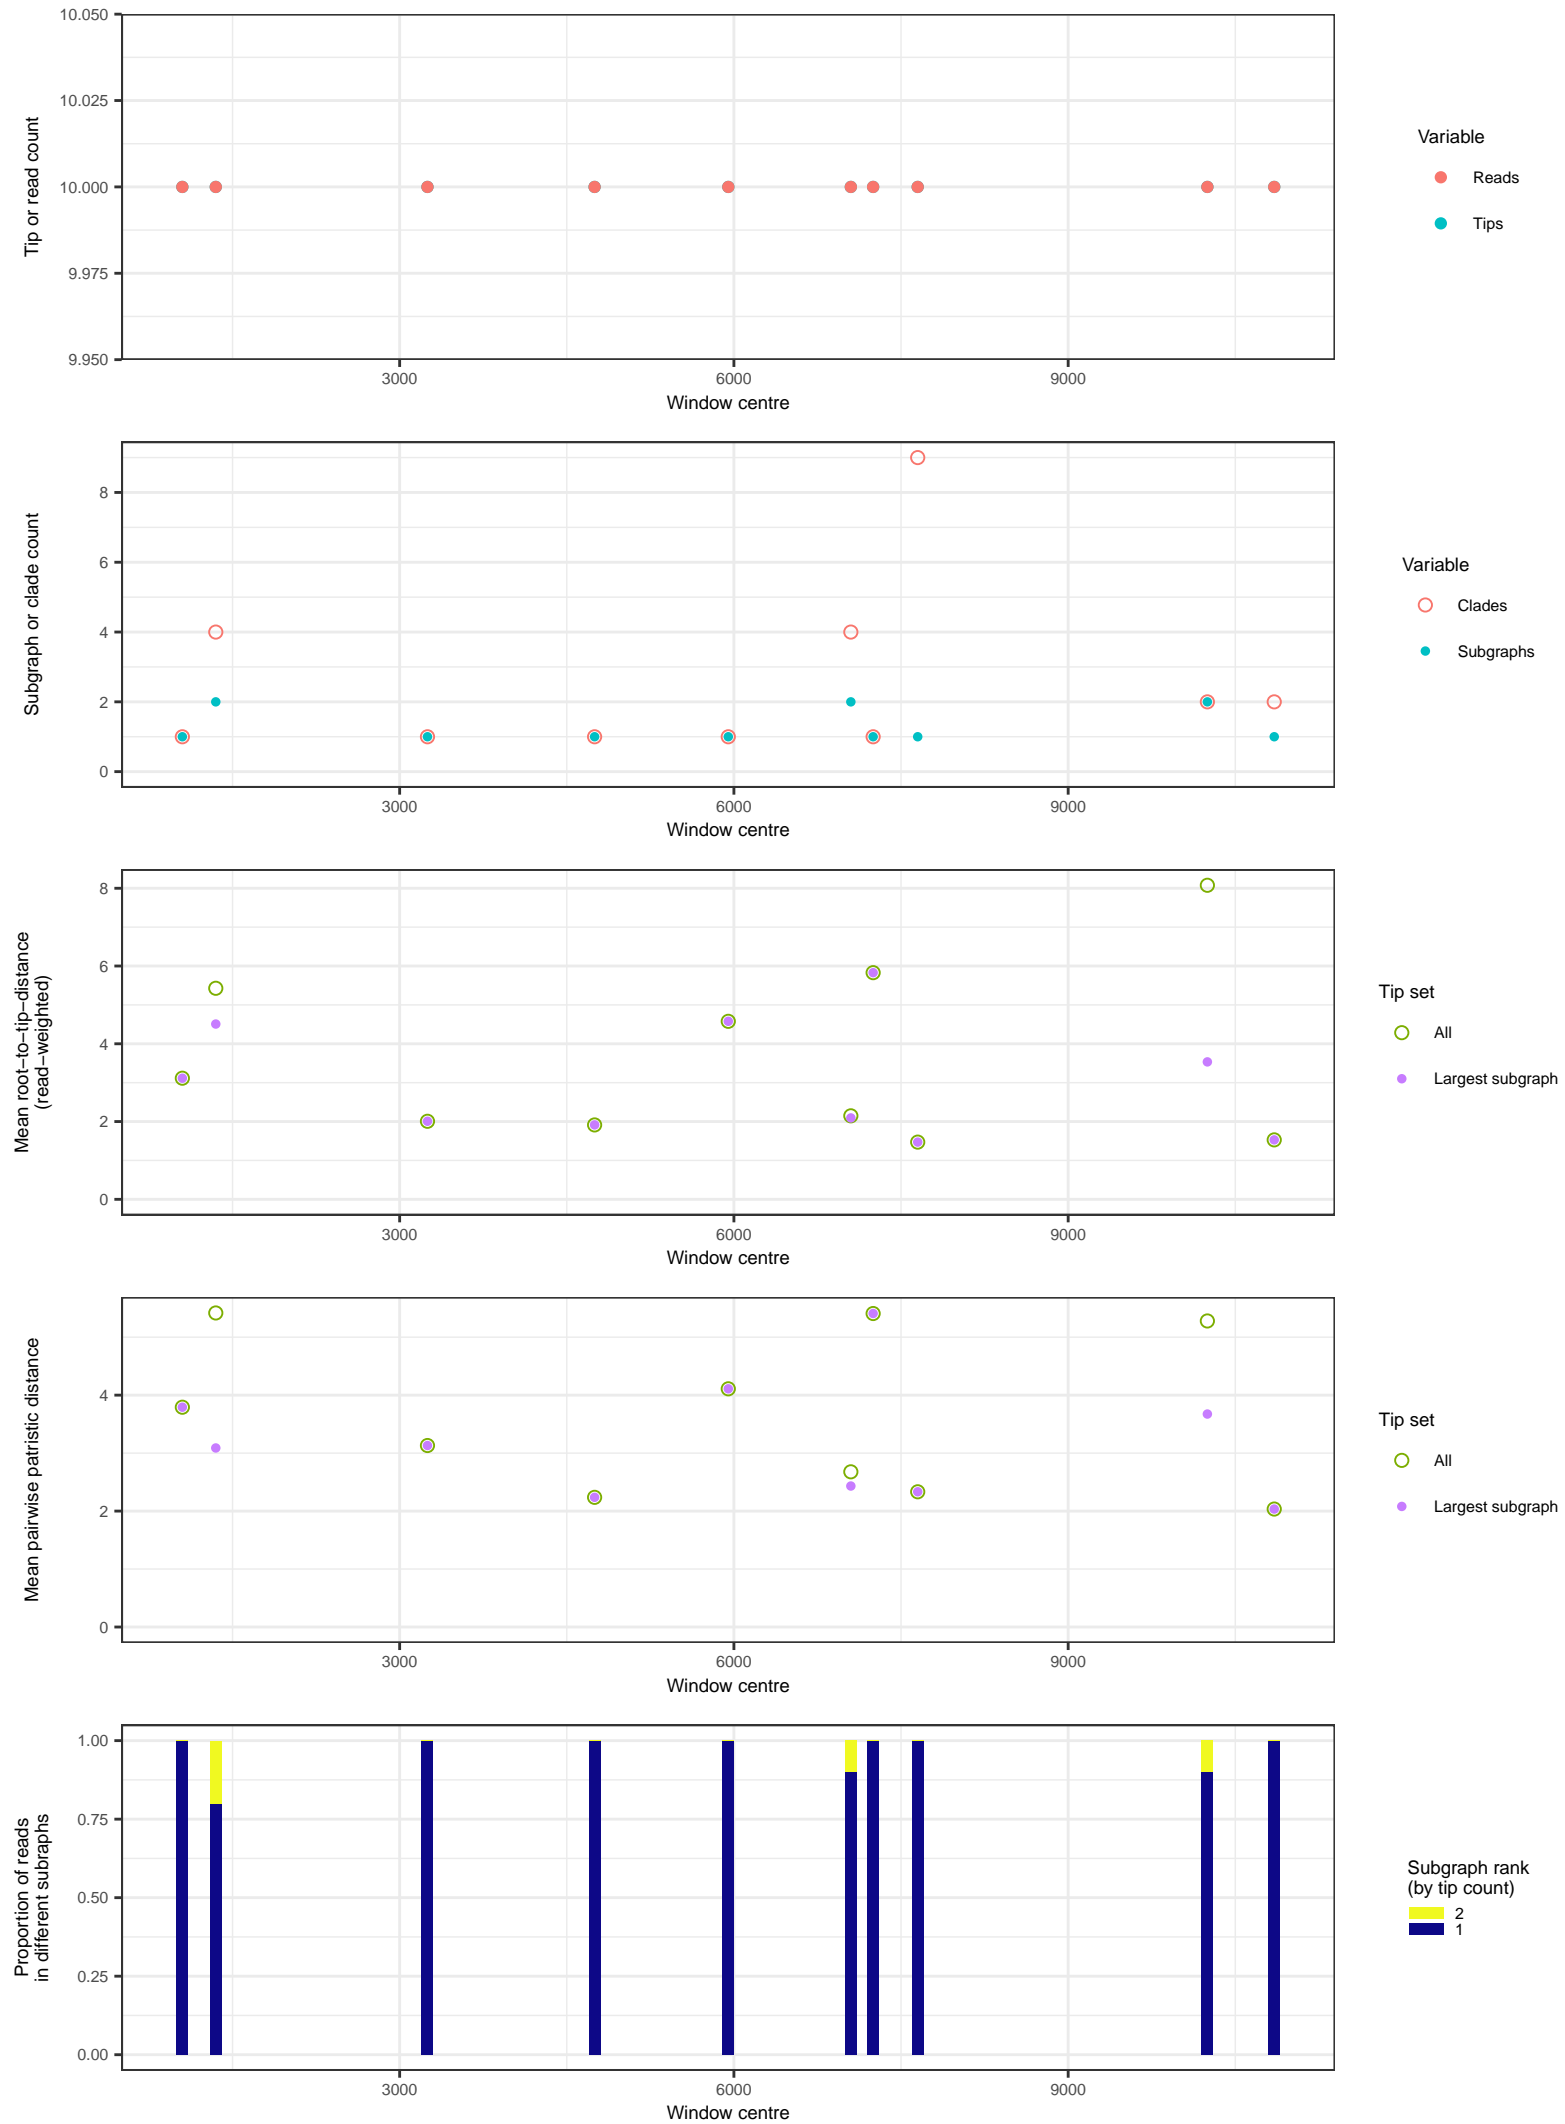 10.050
10.025
10.000
9.975
9.950
Tip or read count
3000 6000 9000
Window centre
Variable
Reads
Tips
8
6
4
2
0
Subgraph or clade count
3000 6000 9000
Window centre
Variable
Clades
Subgraphs
8
6
4
2
0
Mean root−to−tip−distance
(read−weighted)
3000 6000 9000
Window centre
Tip set
All
Largest subgraph
4
2
0
Mean pairwise patristic distance
3000 6000 9000
Window centre
Tip set
All
Largest subgraph
1.00
0.75
0.50
0.25
0.00
Proportion of reads
in different subraphs
3000 6000 9000
Window centre
Subgraph rank
(by tip count)
2
1